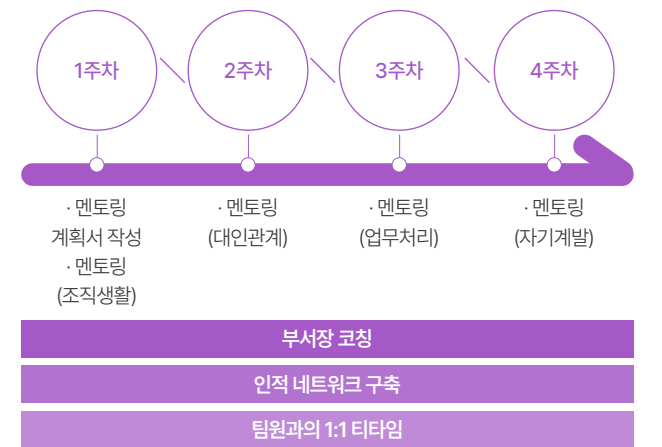 1주차
2주차
3주차
4주차
· 멘토링
계획서 작성
· 멘토링
(조직생활)
· 멘토링
(대인관계)
· 멘토링
(업무처리)
· 멘토링
(자기계발)
부서장 코칭
인적 네트워크 구축
팀원과의 1:1 티타임